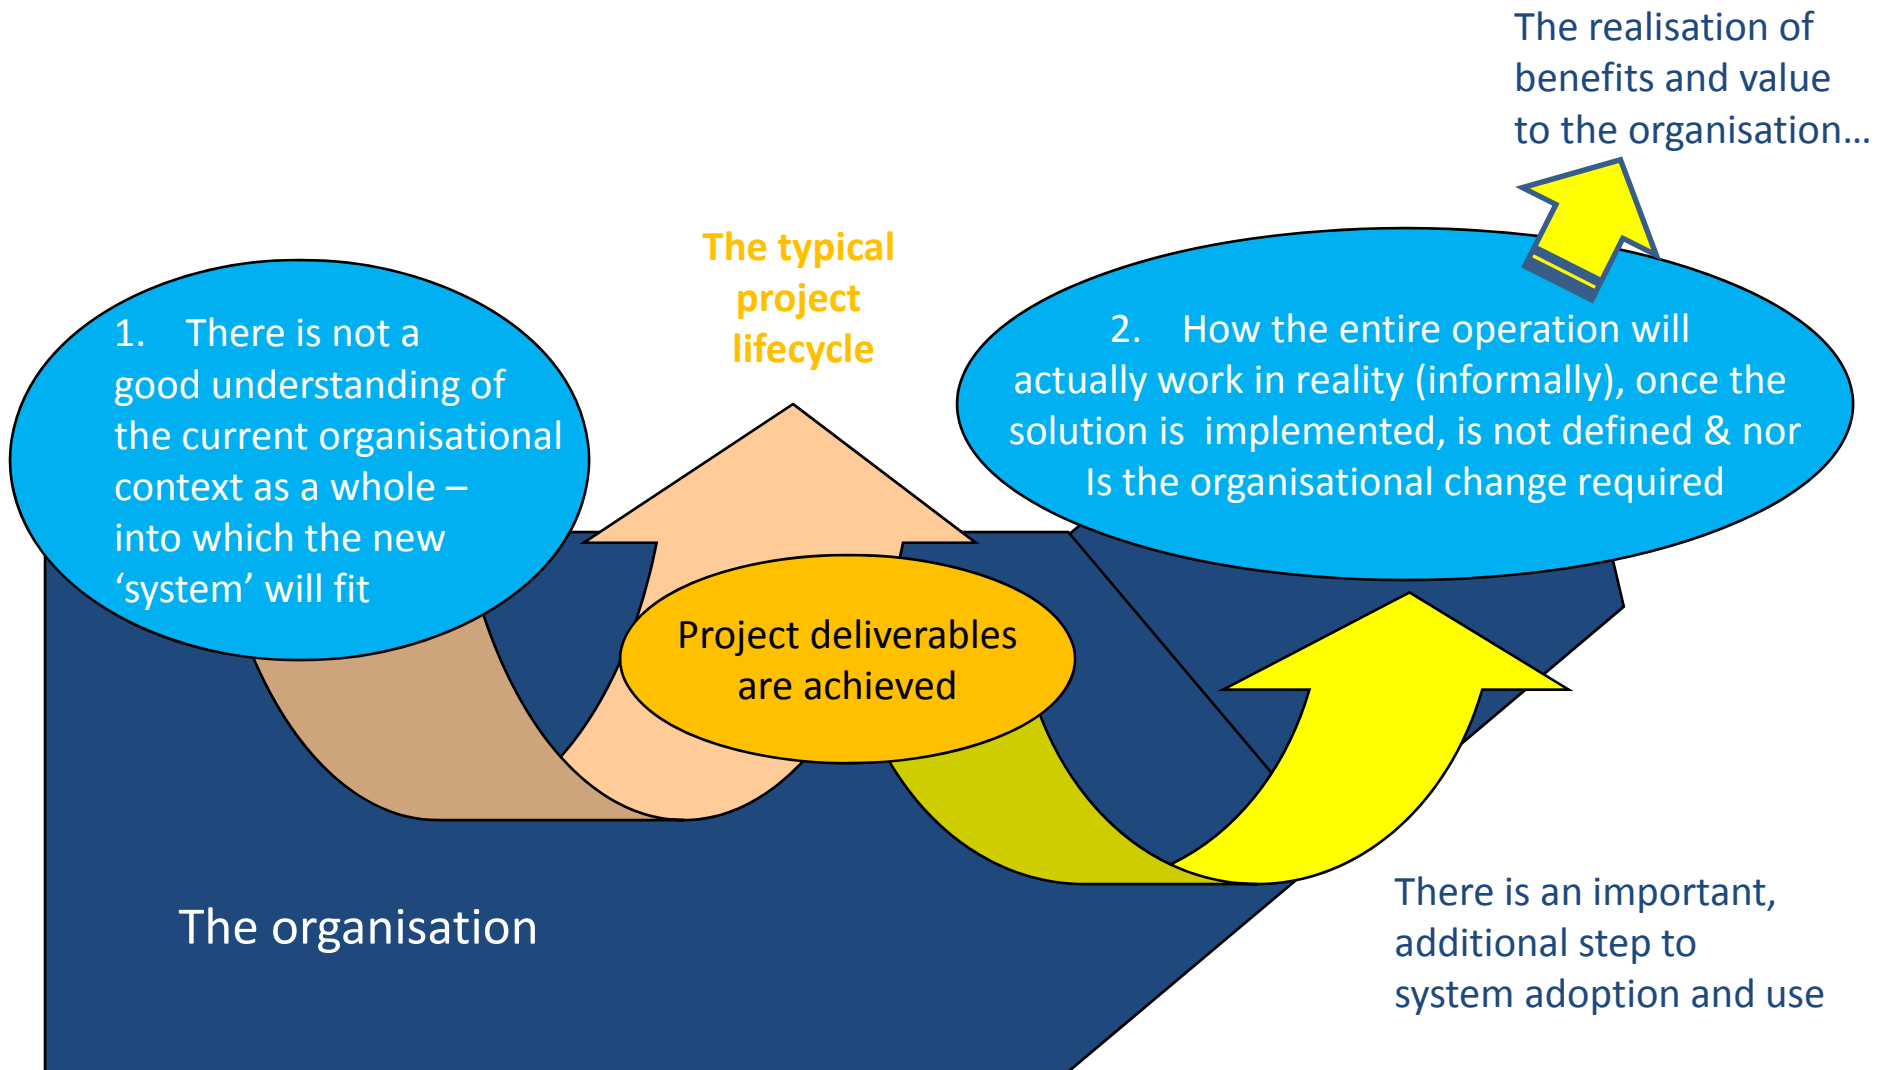 The realisation of
benefits and value
to the organisation…
The typical
project
lifecycle
1. There is not a
good understanding of
the current organisational
context as a whole –
into which the new
‘system’ will fit
2. How the entire operation will
actually work in reality (informally), once the
solution is implemented, is not defined & nor
Is the organisational change required
Project deliverables
are achieved
The organisation
There is an important,
additional step to
system adoption and use